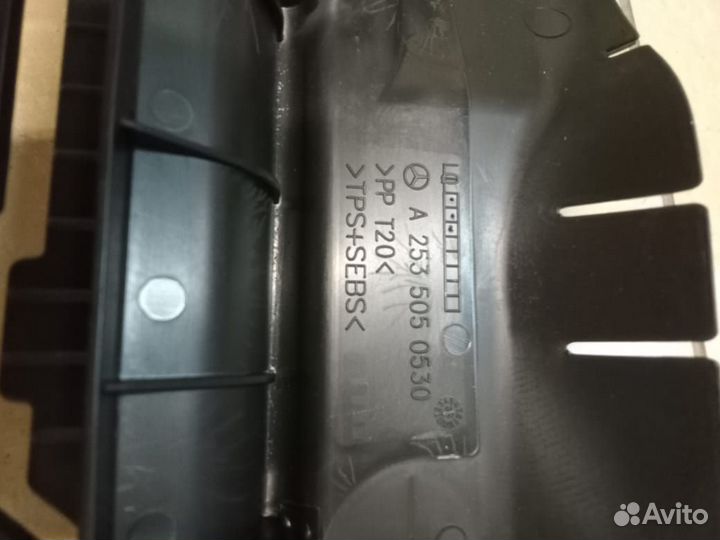 A 253 505 0530
>PP T20<
>TPS+SEBS<
Avito